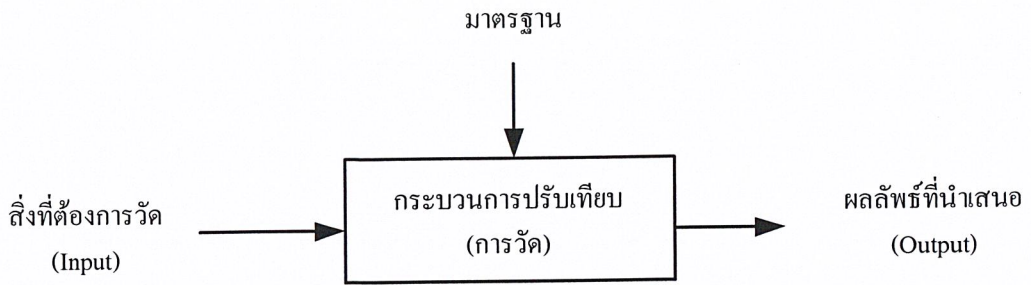 มาตรฐาน
สิ่งที่ต้องการวัด
(Input)
กระบวนการปรับเทียบ
(การวัด)
ผลลัพธ์ที่นำเสนอ
(Output)